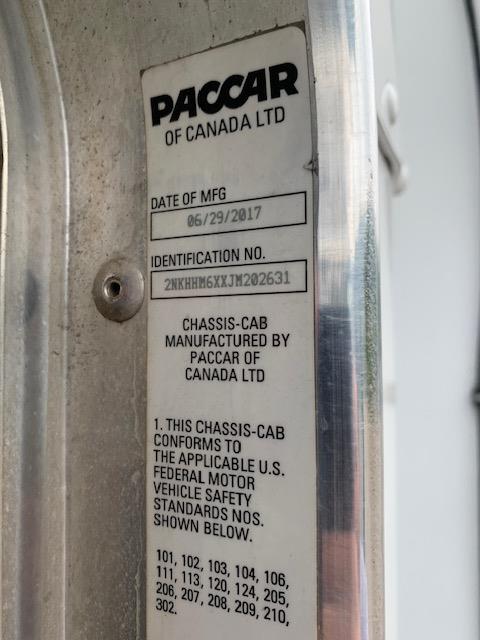 PACCAR
OF CANADA LTD
DATE OF MFG
06/29/2017
IDENTIFICATION NO.
2NKHHM6XXJM202631
CHASSIS-CAB
MANUFACTURED BY
PACCAR OF
CANADA LTD
1. THIS CHASSIS-CAB
CONFORMS TO
THE APPLICABLE U.S.
FEDERAL MOTOR
VEHICLE SAFETY
STANDARDS NOS.
SHOWN BELOW.
101, 102, 103, 104, 106,
111, 113, 120, 124, 205,
206, 207, 208, 209, 210,
302.